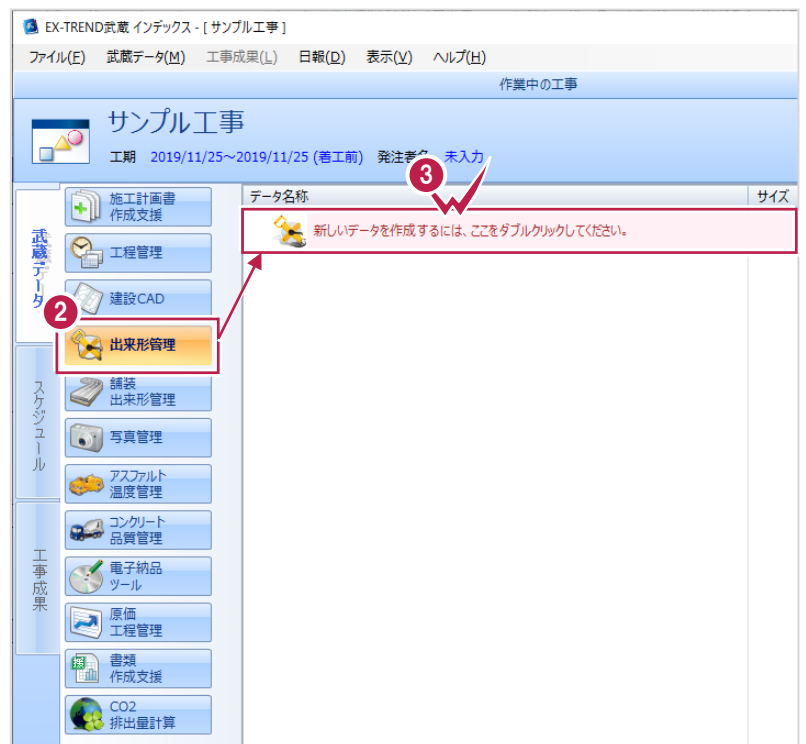 EX-TREND武蔵 インデックス - [ サンプル工事 ]
ファイル(F) 武蔵データ(M) 工事成果(L) 日報(D) 表示(V) ヘルプ(H)
作業中の工事
サンプル工事
工期 2019/11/25～2019/11/25 (着工前) 発注者名 未入力
3
武蔵データ
スケジュール
工事成果
施工計画書
作成支援
工程管理
建設CAD
2
出来形管理
舗装
出来形管理
写真管理
アスファルト
温度管理
コンクリート
品質管理
電子納品
ツール
原価
工程管理
書類
作成支援
CO2
排出量計算
データ名称 サイズ
新しいデータを作成するには、ここをダブルクリックしてください。